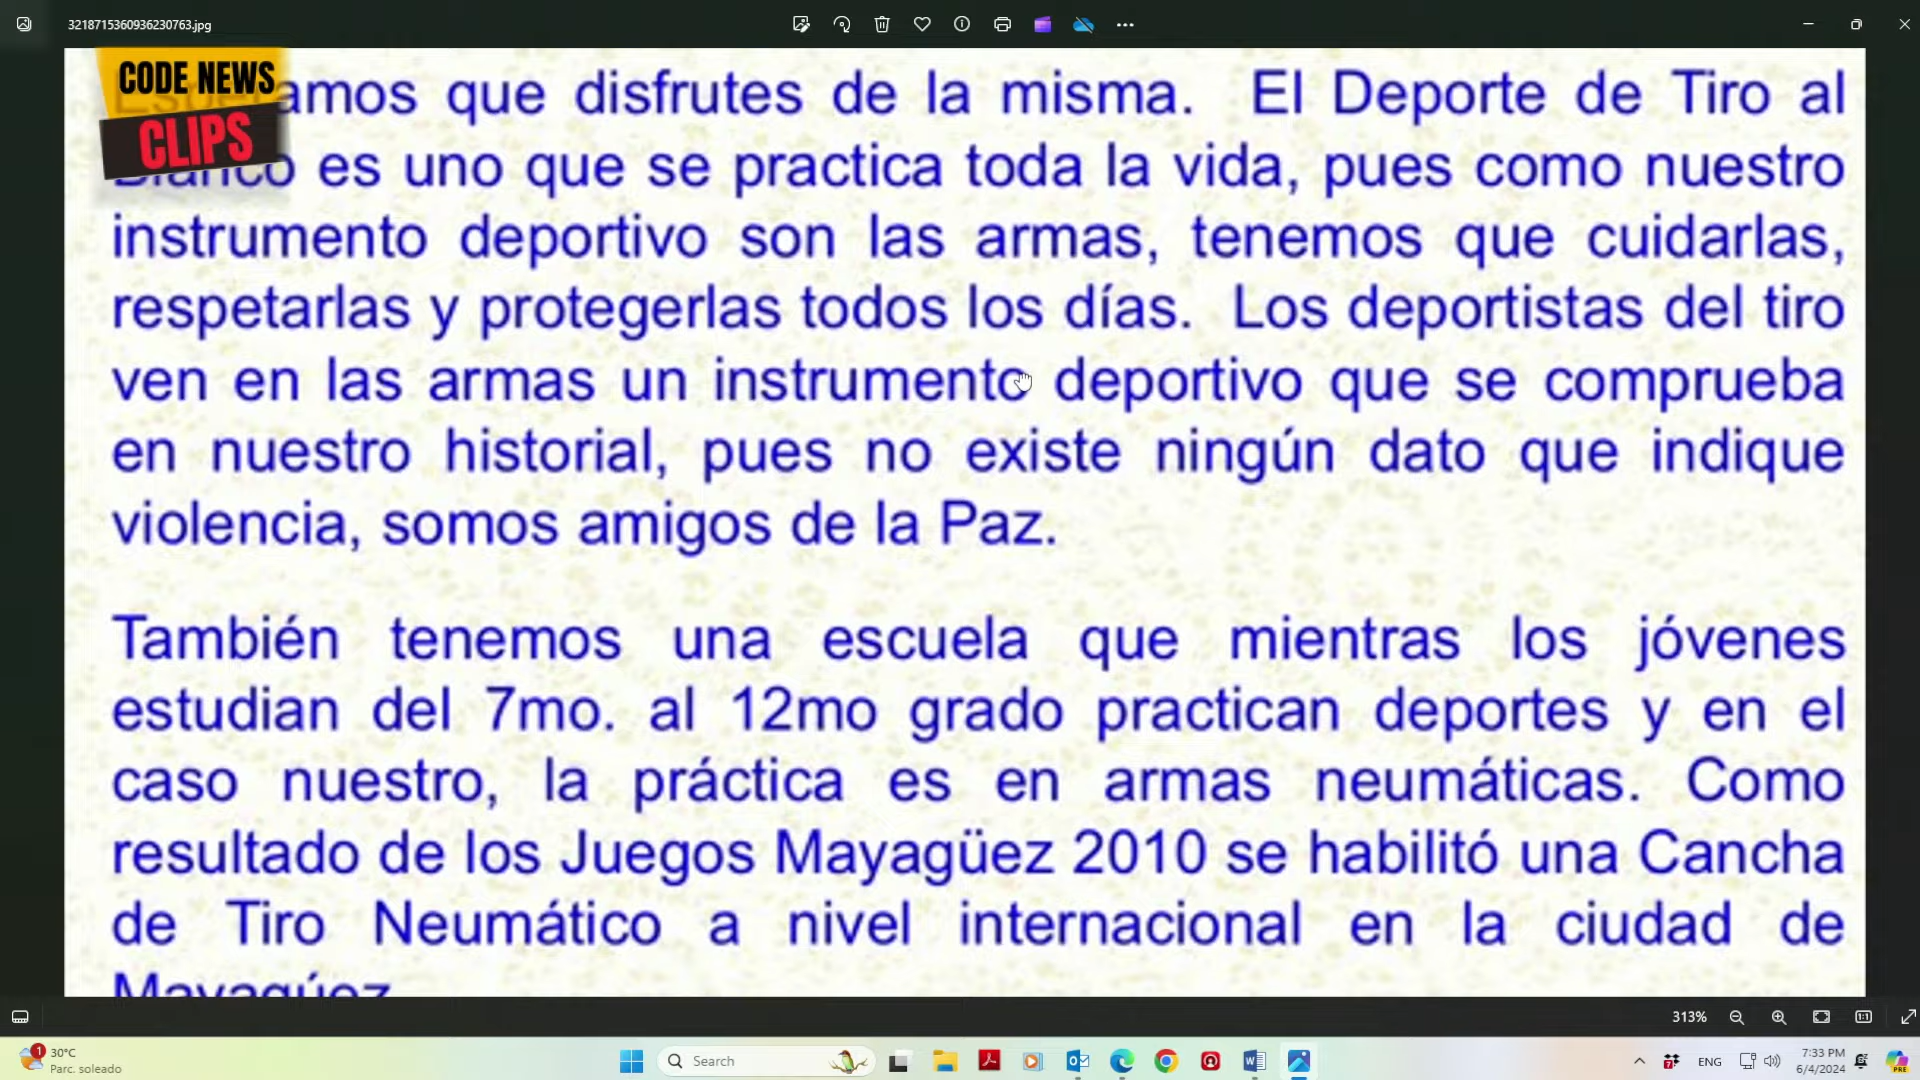 3218715360936230763.jpg
CODE NEWS
CLIPS
Esperamos que disfrutes de la misma. El Deporte de Tiro al
Blanco es uno que se practica toda la vida, pues como nuestro
instrumento deportivo son las armas, tenemos que cuidarlas,
respetarlas y protegerlas todos los días. Los deportistas del tiro
ven en las armas un instrumento deportivo que se comprueba
en nuestro historial, pues no existe ningún dato que indique
violencia, somos amigos de la Paz.
También tenemos una escuela que mientras los jóvenes
estudian del 7mo. al 12mo grado practican deportes y en el
caso nuestro, la práctica es en armas neumáticas. Como
resultado de los Juegos Mayagüez 2010 se habilitó una Cancha
de Tiro Neumático a nivel internacional en la ciudad de
Mayagüez
313%
1
30°C
Parc. soleado
Search
ENG
7:33 PM
6/4/2024
PRE